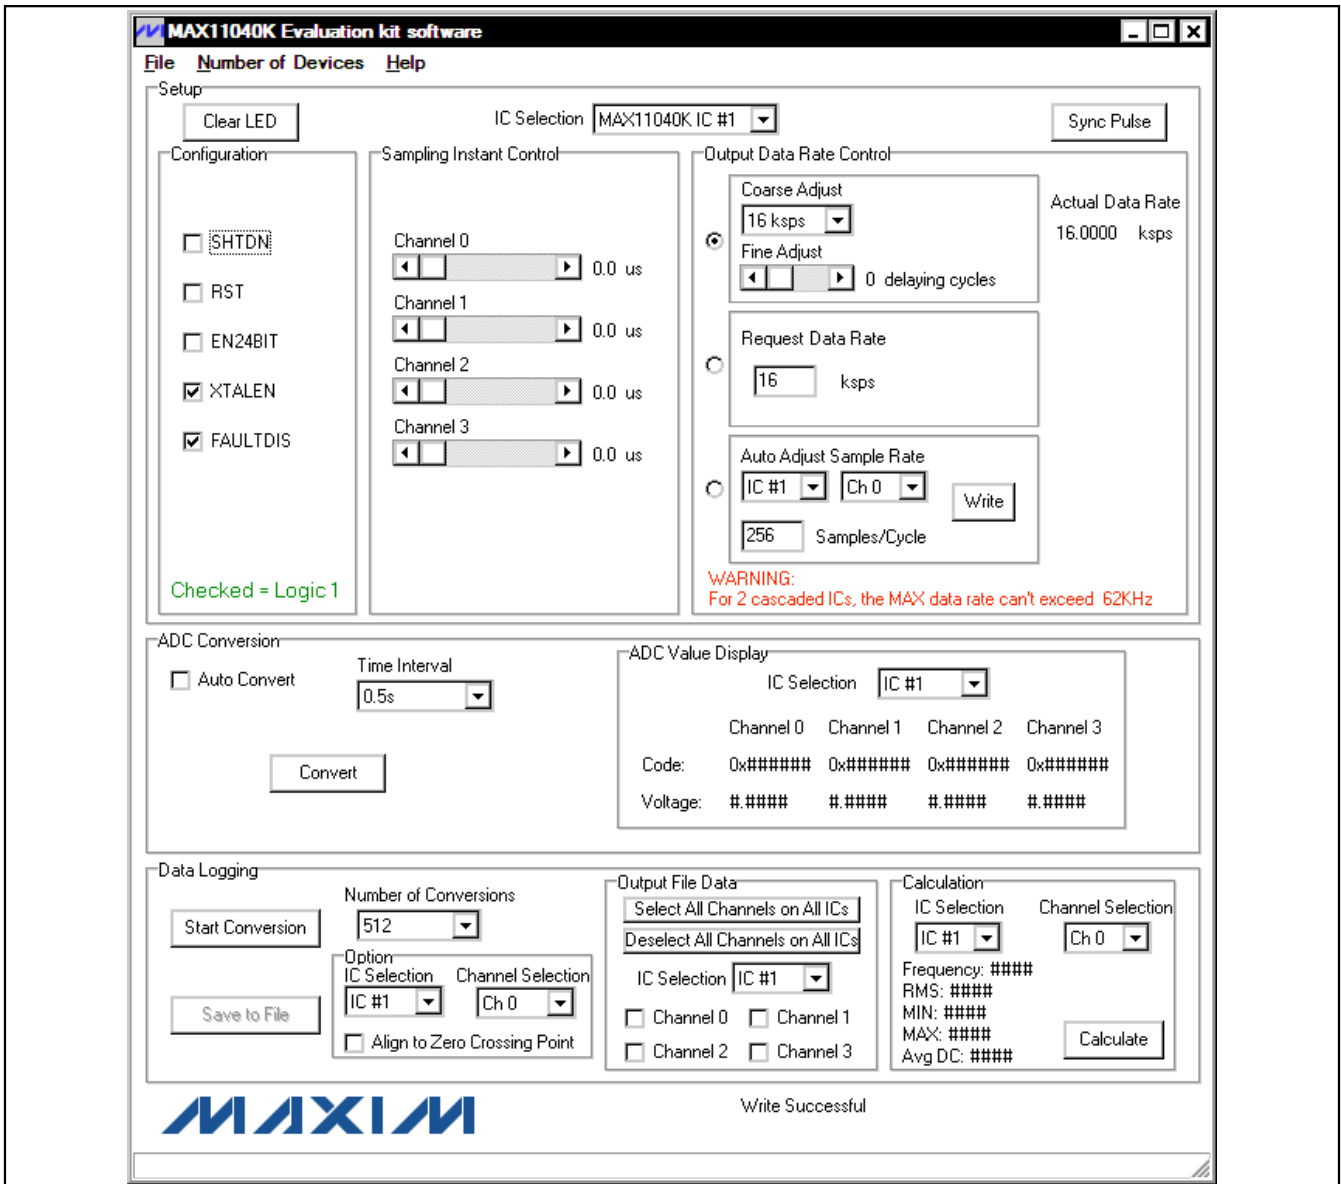 MAX11040K Evaluation kit software
File Number of Devices Help
Setup
Clear LED
IC Selection MAX11040K IC #1
Sync Pulse
Configuration
SHTDN
RST
EN24BIT
XTALEN
FAULTDIS
Checked = Logic 1
Sampling Instant Control
Channel 0
0.0 us
Channel 1
0.0 us
Channel 2
0.0 us
Channel 3
0.0 us
Output Data Rate Control
Coarse Adjust
16 ksps
Fine Adjust
0 delaying cycles
Actual Data Rate
16.0000 ksps
Request Data Rate
16 ksps
Auto Adjust Sample Rate
IC #1 Ch 0
Write
256 Samples/Cycle
WARNING:
For 2 cascaded ICs, the MAX data rate can't exceed 62KHz
ADC Conversion
Auto Convert
Time Interval
0.5s
Convert
ADC Value Display
IC Selection IC #1
Channel 0 Channel 1 Channel 2 Channel 3
Code: 0x###### 0x###### 0x###### 0x######
Voltage: #.#### #.#### #.#### #.####
Data Logging
Start Conversion
Save to File
Number of Conversions
512
Option
IC Selection Channel Selection
IC #1 Ch 0
Align to Zero Crossing Point
Output File Data
Select All Channels on All ICs
Deselect All Channels on All ICs
IC Selection IC #1
Channel 0 Channel 1
Channel 2 Channel 3
Calculation
IC Selection Channel Selection
IC #1 Ch 0
Frequency: ####
RMS: ####
MIN: ####
MAX: ####
Avg DC: ####
Calculate
MAXIM
Write Successful